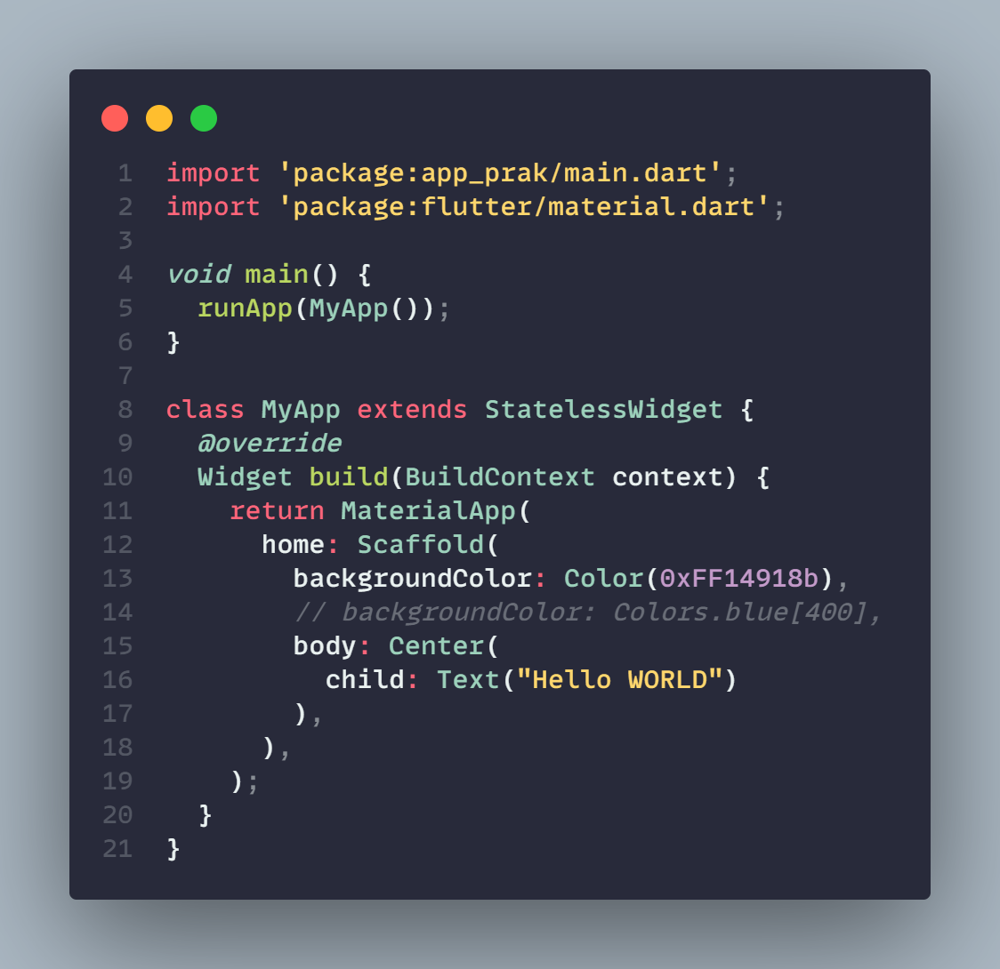 1 import 'package:app_prak/main.dart';
2 import 'package:flutter/material.dart';
3
4 void main() {
5   runApp(MyApp());
6 }
7
8 class MyApp extends StatelessWidget {
9   @override
10   Widget build(BuildContext context) {
11     return MaterialApp(
12       home: Scaffold(
13         backgroundColor: Color(0xFF14918b),
14         // backgroundColor: Colors.blue[400],
15         body: Center(
16           child: Text("Hello WORLD")
17         ),
18       ),
19     );
20   }
21 }